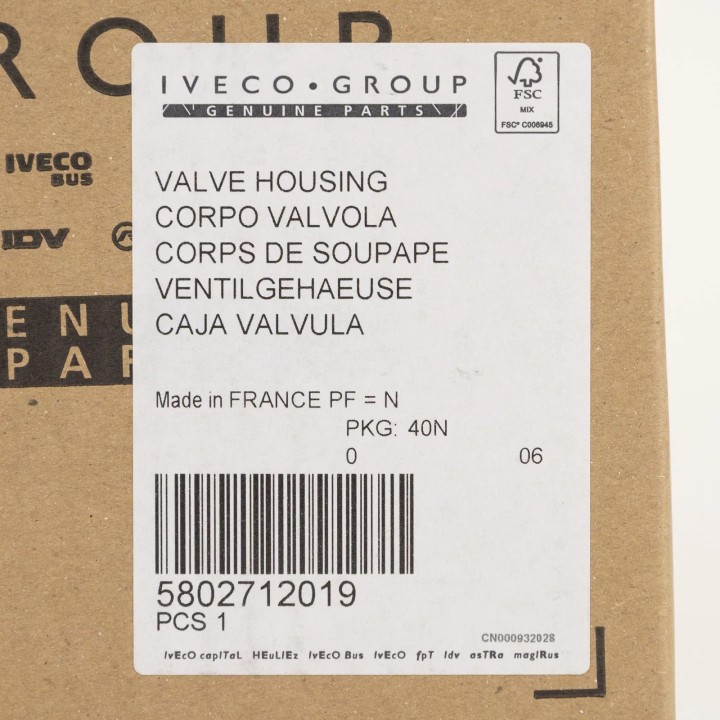 ROUP
IVECO
BUS
IDV
ENU
PAR
IVECO • GROUP
GENUINE PARTS
FSC
MIX
FSC® C006945
VALVE HOUSING
CORPO VALVOLA
CORPS DE SOUPAPE
VENTILGEHAEUSE
CAJA VALVULA
Made in FRANCE PF = N
PKG: 40N
0 06
5802712019
PCS 1
CN000932028
IvEcO capITaL HEuLIEz IvEcO Bus IvEcO fpT Idv asTRa magIRus